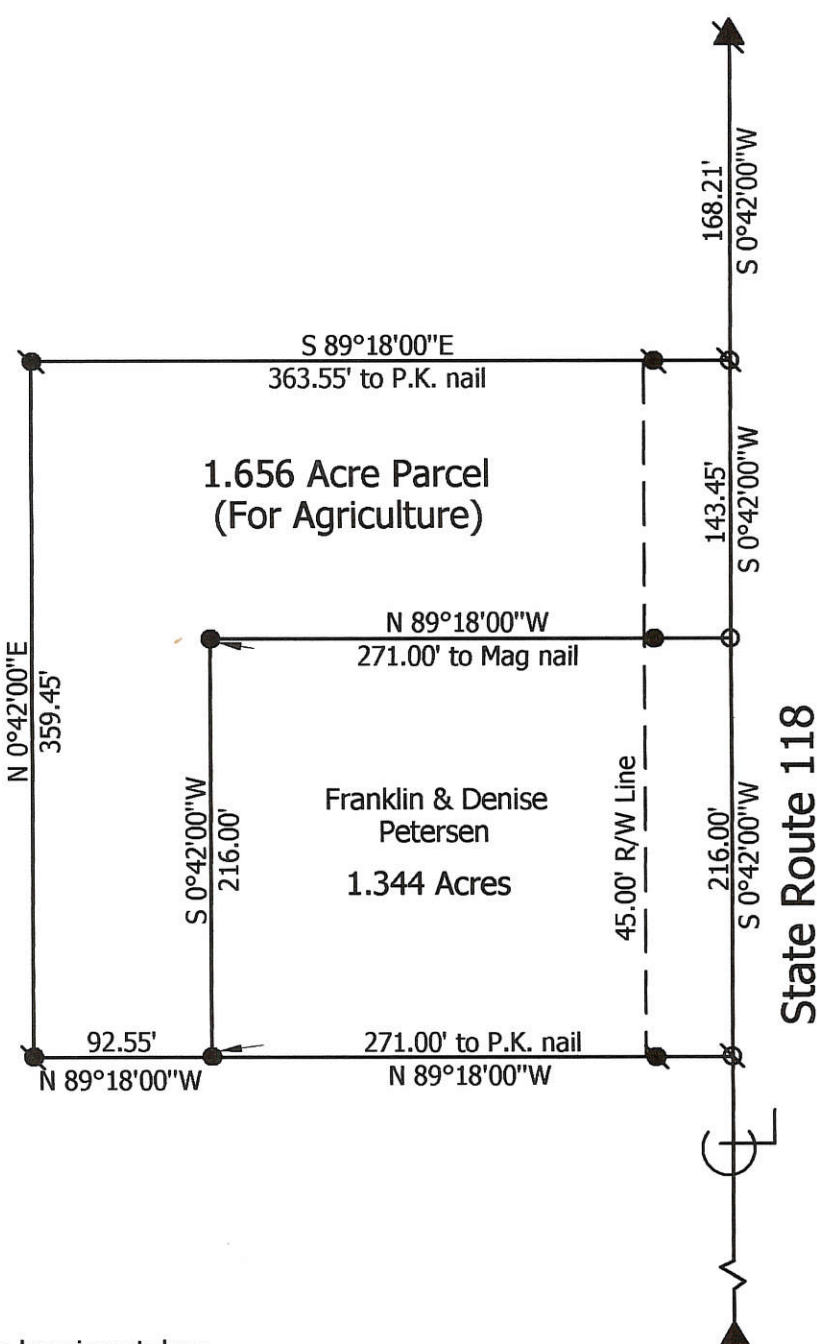 168.21'
S 0°42'00"W
S 89°18'00"E
363.55' to P.K. nail
1.656 Acre Parcel
(For Agriculture)
143.45'
S 0°42'00"W
N 89°18'00"W
271.00' to Mag nail
N 0°42'00"E
359.45'
S 0°42'00"W
216.00'
Franklin & Denise
Petersen
1.344 Acres
45.00' R/W Line
216.00'
S 0°42'00"W
State Route 118
92.55'
N 89°18'00"W
271.00' to P.K. nail
N 89°18'00"W
CL